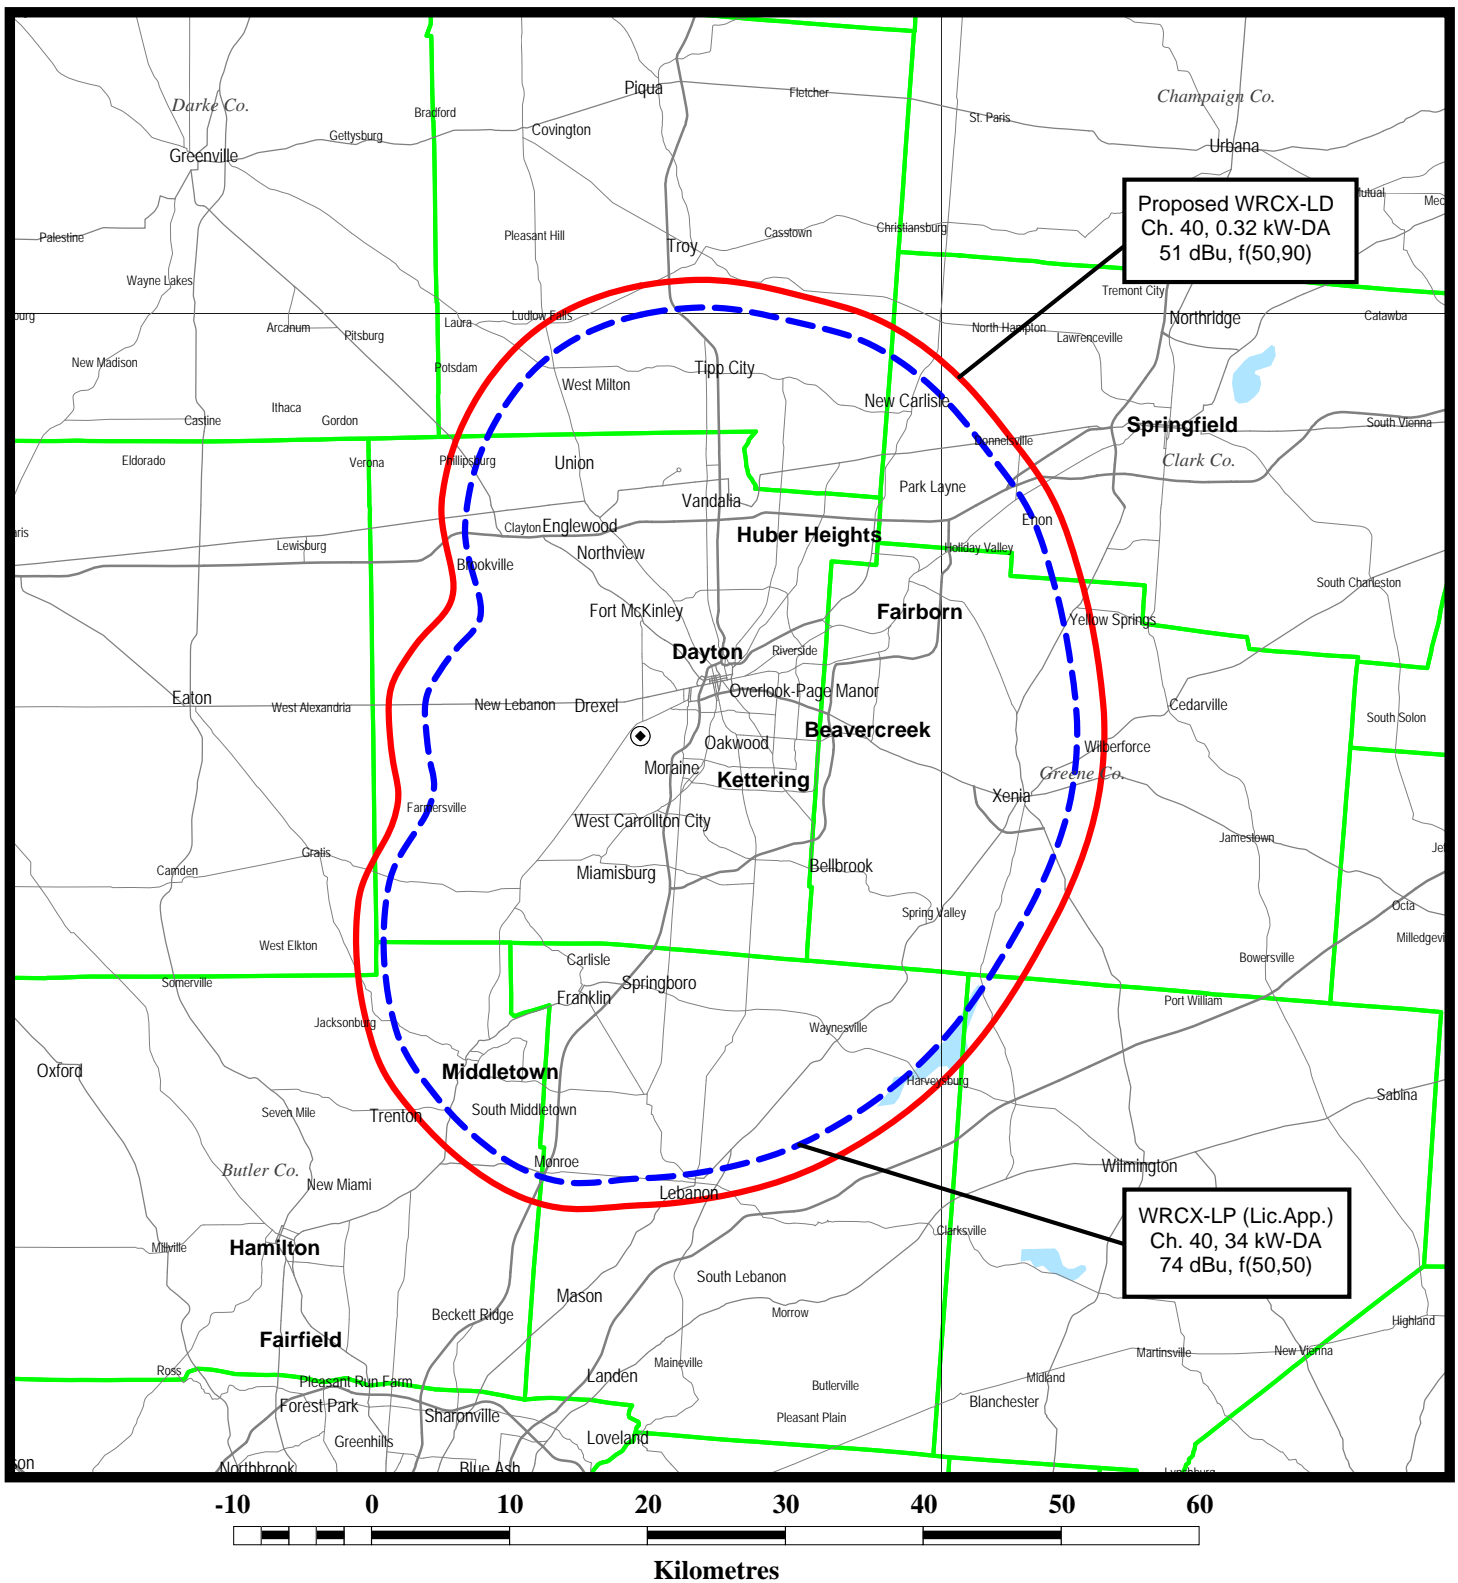 Piqua
Fletcher
Darke Co.
Champaign Co.
Bradford
St. Paris
Gettysburg
Covington
Urbana
Greenville
Proposed WRCX-LD
Ch. 40, 0.32 kW-DA
51 dBu, f(50,90)
Palestine
Pleasant Hill
Troy
Casstown
Christiansburg
Wayne Lakes
Tremont City
Arcanum
Pitsburg
Laura
Ludlow Falls
North Hampton
Lawrenceville
Northridge
Catawba
New Madison
Potsdam
West Milton
Tipp City
New Carlisle
Castine
Ithaca
Gordon
Donnelsville
Springfield
South Vienna
Eldorado
Verona
Phillipsburg
Union
Clark Co.
Vandalia
Park Layne
Lewisburg
Clayton
Englewood
Huber Heights
Enon
Brookville
Northview
Holiday Valley
South Charleston
Fort McKinley
Fairborn
Yellow Springs
Dayton
Riverside
Eaton
West Alexandria
New Lebanon
Drexel
Overlook-Page Manor
Cedarville
South Solon
Oakwood
Beavercreek
Wilberforce
Moraine
Kettering
Greene Co.
Xenia
Farmersville
West Carrollton City
Jamestown
Gratis
Camden
Miamisburg
Bellbrook
Spring Valley
Octa
West Elkton
Carlisle
Bowersville
Somerville
Franklin
Springboro
Port William
Jacksonburg
Waynesville
Oxford
Middletown
Harveysburg
Sabina
Seven Mile
Trenton
South Middletown
Butler Co.
New Miami
Monroe
Lebanon
Wilmington
WRCX-LP (Lic.App.)
Ch. 40, 34 kW-DA
74 dBu, f(50,50)
Millville
Hamilton
Clarksville
South Lebanon
Mason
Beckett Ridge
Morrow
Fairfield
Highland
Ross
Pleasant Run Farm
Landen
Maineville
Martinsville
New Vienna
Butlerville
Midland
Forest Park
Sharonville
Pleasant Plain
Blanchester
Greenhills
Loveland
Northbrook
Blue Ash
-10 0 10 20 30 40 50 60
Kilometres